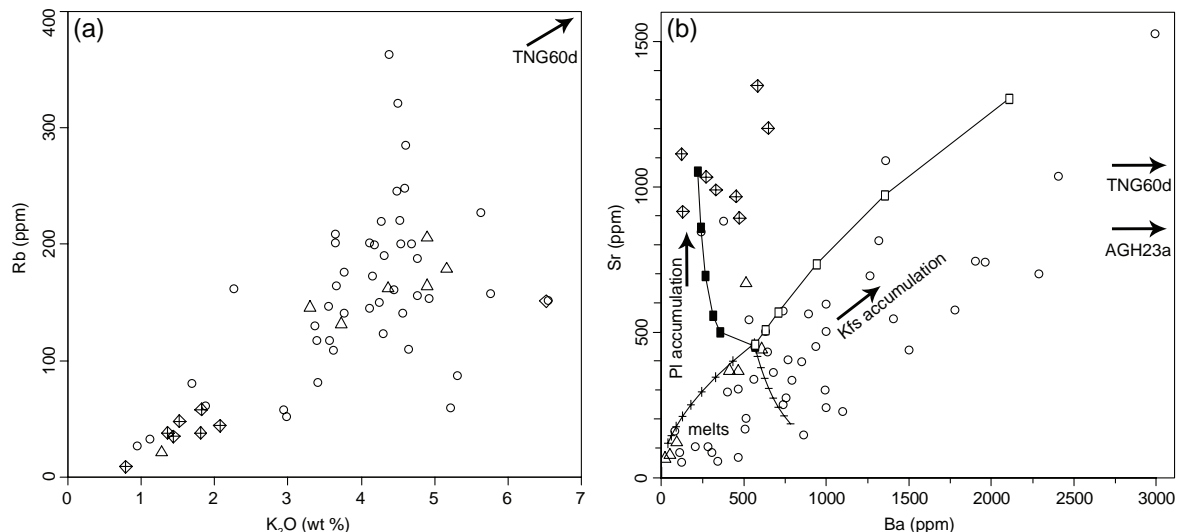 (a)
TNG60d
400
300
200
100
0
Rb (ppm)
0 1 2 3 4 5 6 7
K2O (wt %)
(b)
1500
1000
500
0
Sr (ppm)
TNG60d
AGH23a
Pl accumulation
Kfs accumulation
melts
0 500 1000 1500 2000 2500 3000
Ba (ppm)